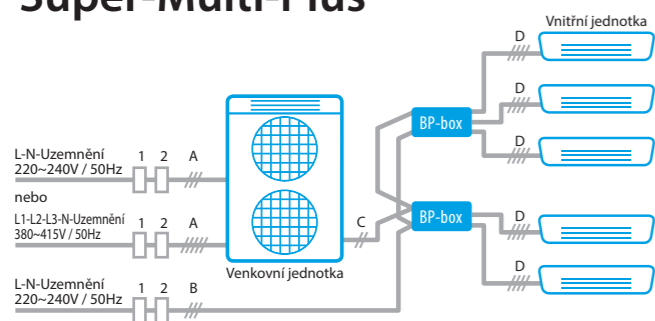 Super-Multi-Plus
Vnitřní jednotka
D
D
D
BP-box
L-N-Uzemnění 1 2 A
220~240V / 50Hz
nebo
L1-L2-L3-N-Uzemnění 1 2 A
380~415V / 50Hz
C
BP-box
D
D
Venkovní jednotka
L-N-Uzemnění 1 2 B
220~240V / 50Hz